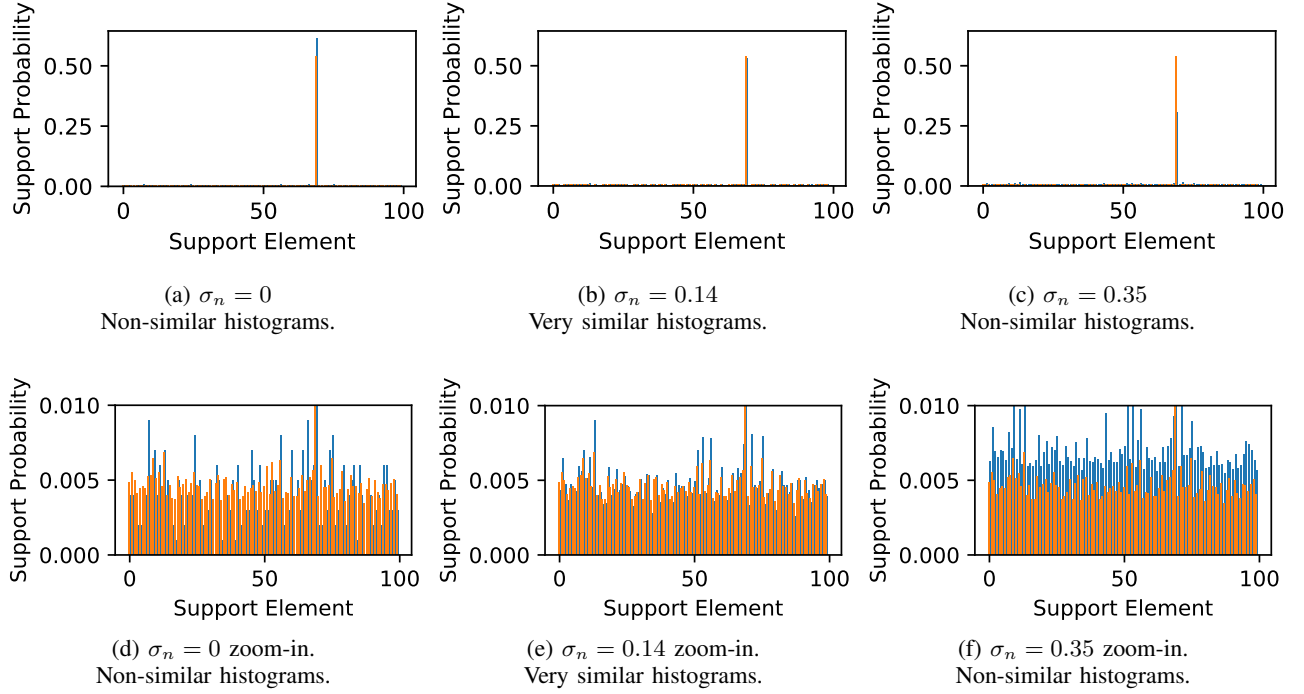 Support Probability
0.50
0.25
0.00
0
50
100
Support Element
(a) σₙ = 0
Non-similar histograms.
Support Probability
0.50
0.25
0.00
0
50
100
Support Element
(b) σₙ = 0.14
Very similar histograms.
Support Probability
0.50
0.25
0.00
0
50
100
Support Element
(c) σₙ = 0.35
Non-similar histograms.
Support Probability
0.010
0.005
0.000
0
50
100
Support Element
(d) σₙ = 0 zoom-in.
Non-similar histograms.
Support Probability
0.010
0.005
0.000
0
50
100
Support Element
(e) σₙ = 0.14 zoom-in.
Very similar histograms.
Support Probability
0.010
0.005
0.000
0
50
100
Support Element
(f) σₙ = 0.35 zoom-in.
Non-similar histograms.